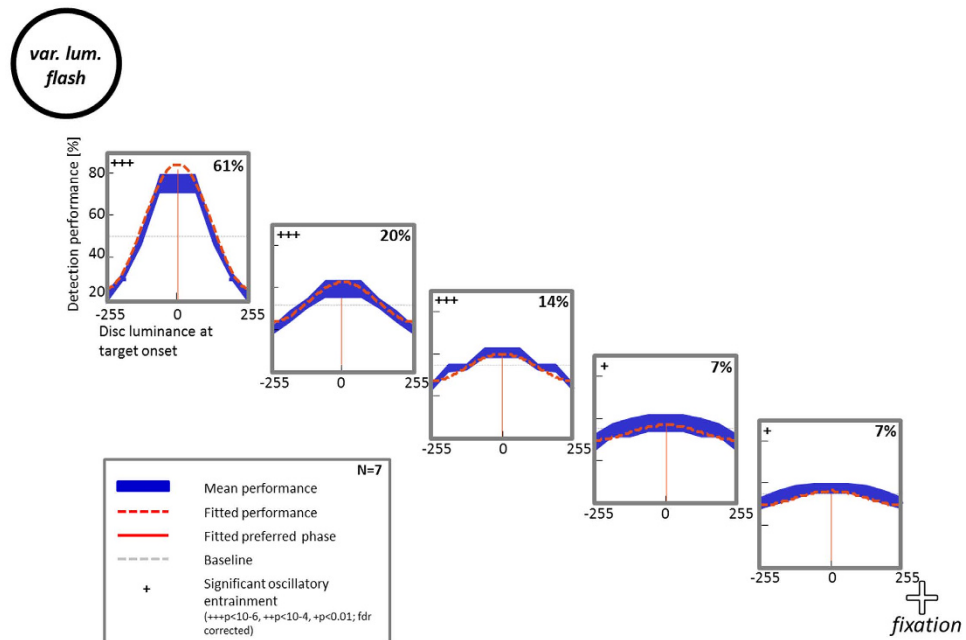 var. lum.
flash
Detection performance [%]
80
60
40
20
+++
61%
-255
0
255
Disc luminance at
target onset
+++
20%
-255
0
255
+++
14%
-255
0
255
+
7%
-255
0
255
+
7%
-255
0
255
N=7
Mean performance
Fitted performance
Fitted preferred phase
Baseline
+
Significant oscillatory
entrainment
(+++p<10-6, ++p<10-4, +p<0.01; fdr
corrected)
fixation